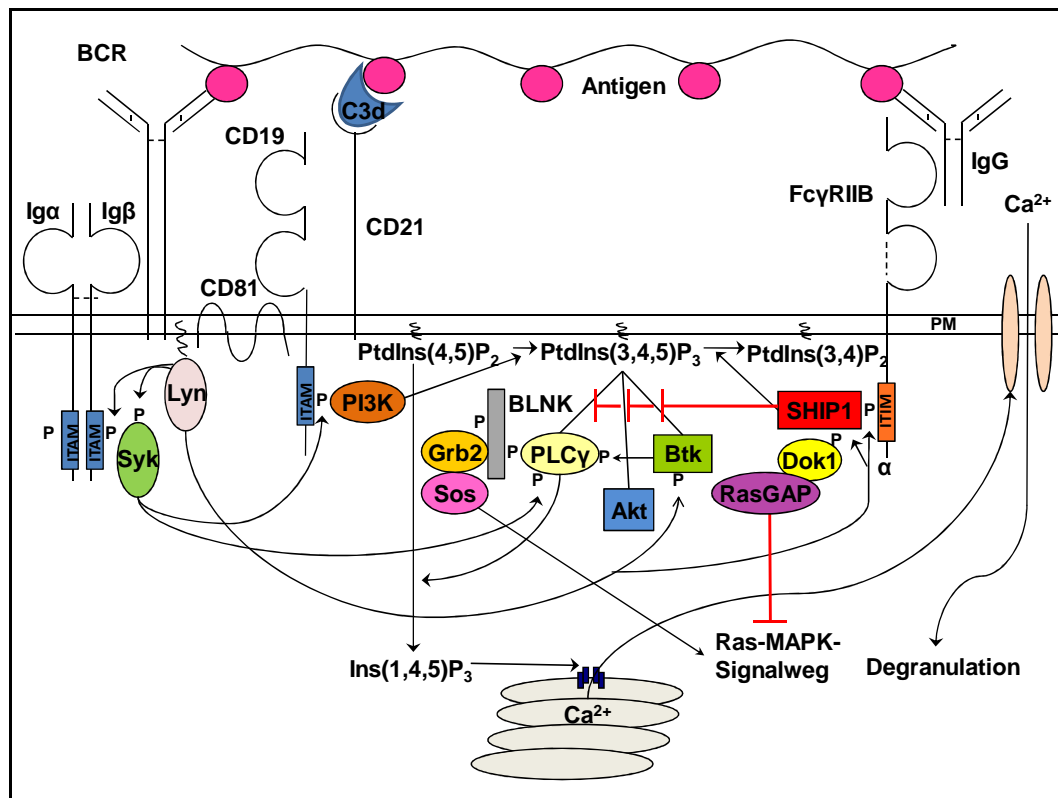 BCR
Antigen
C3d
CD19
IgG
Igα
Igβ
FcγRIIB
Ca2+
CD21
CD81
PM
PtdIns(4,5)P2
PtdIns(3,4,5)P3
PtdIns(3,4)P2
Lyn
P
P
ITAM
ITAM
Syk
ITAM
P
PI3K
BLNK
P
Grb2
P
PLCγ
P
Btk
SHIP1
P
ITIM
P
Dok1
α
Sos
P
P
RasGAP
Akt
Ras-MAPK-
Signalweg
Degranulation
Ins(1,4,5)P3
Ca2+